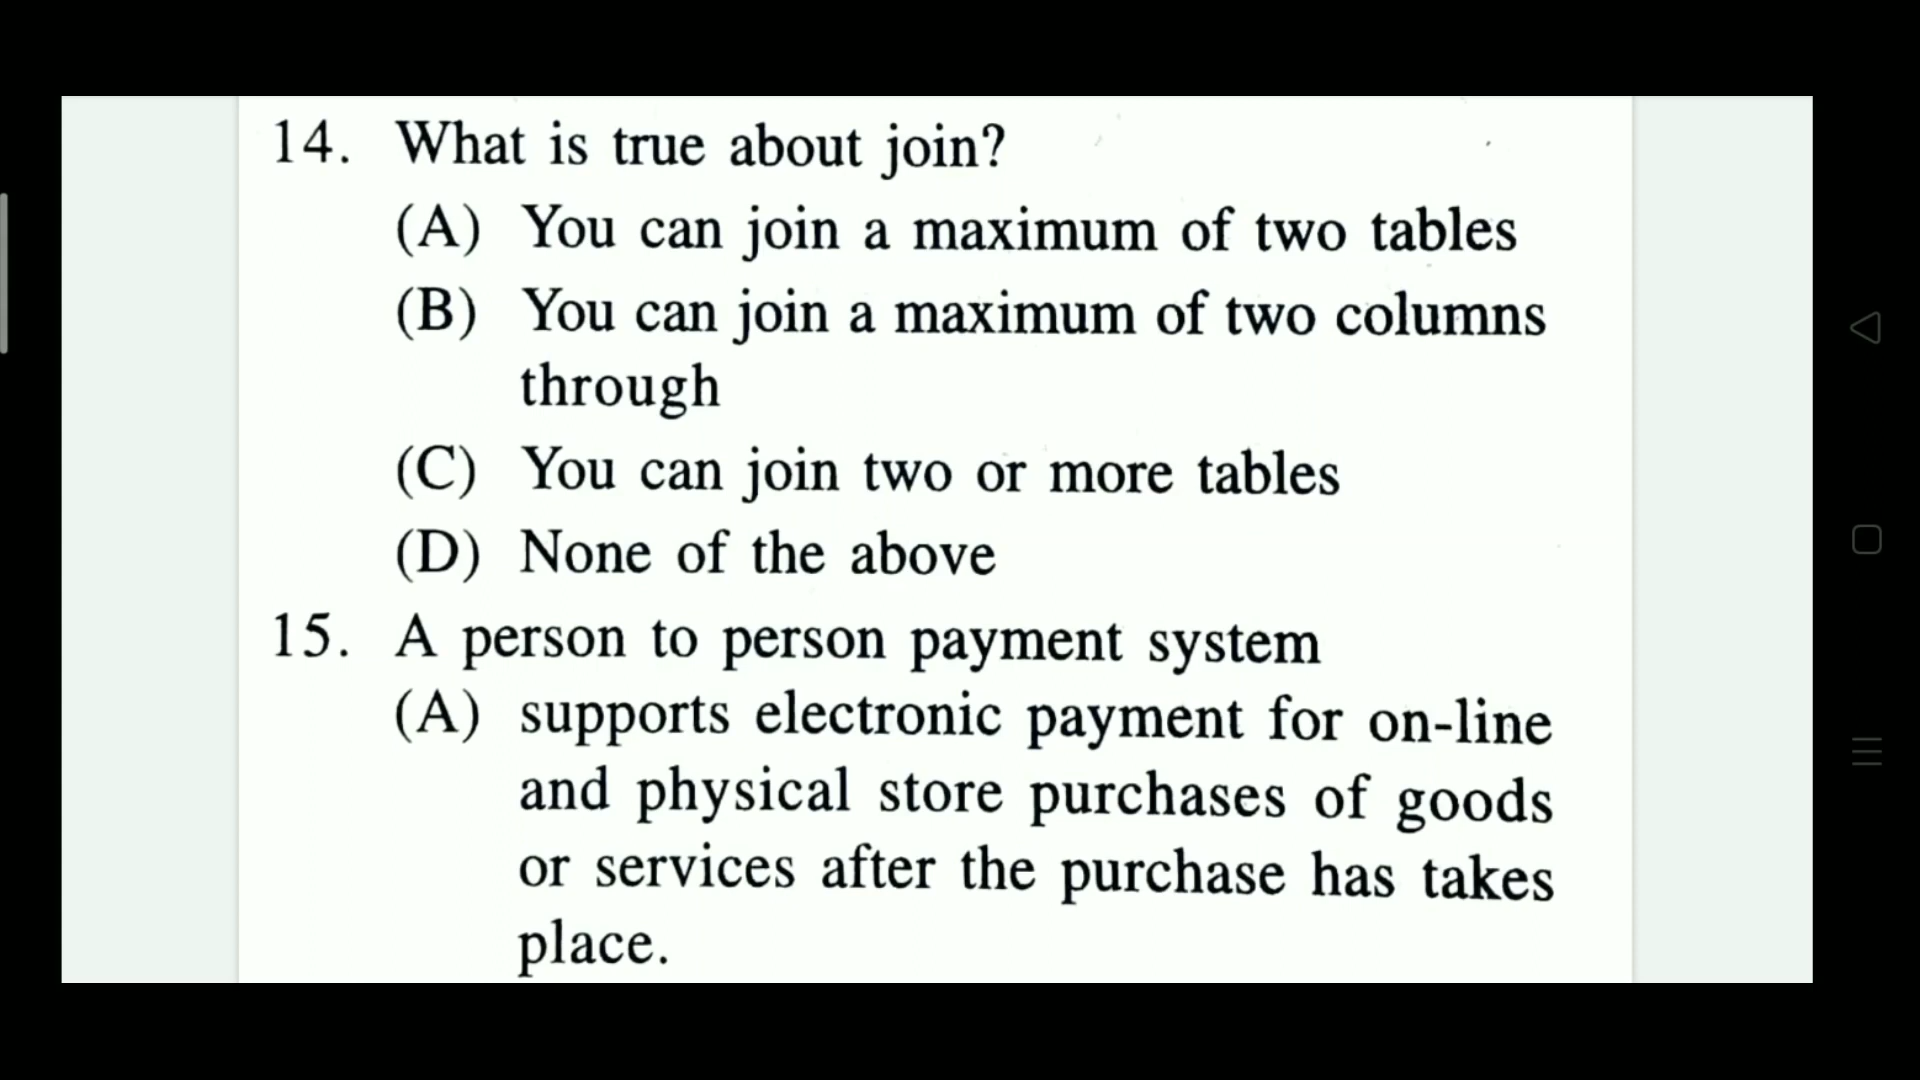 14. What is true about join?
(A) You can join a maximum of two tables
(B) You can join a maximum of two columns
through
(C) You can join two or more tables
(D) None of the above
15. A person to person payment system
(A) supports electronic payment for on-line
and physical store purchases of goods
or services after the purchase has takes
place.